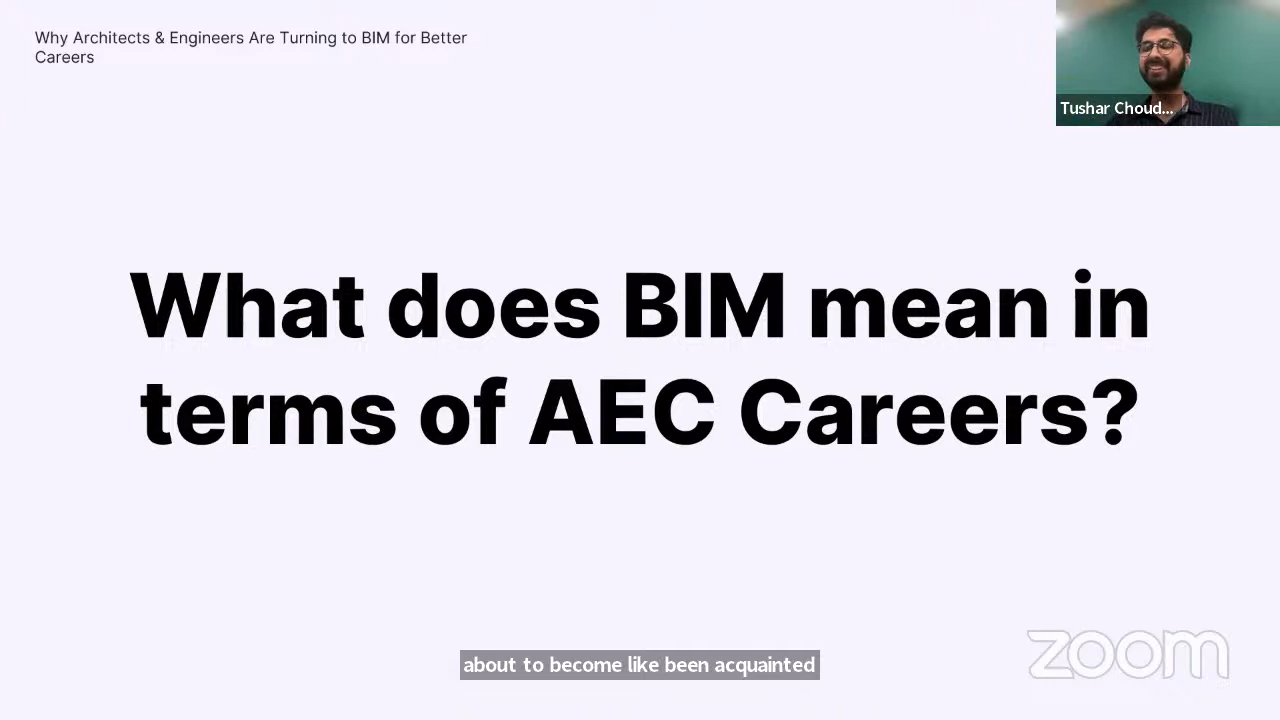 Why Architects & Engineers Are Turning to BIM for Better
Careers
Tushar Choud...
What does BIM mean in
terms of AEC Careers?
about to become like been acquainted
zoom